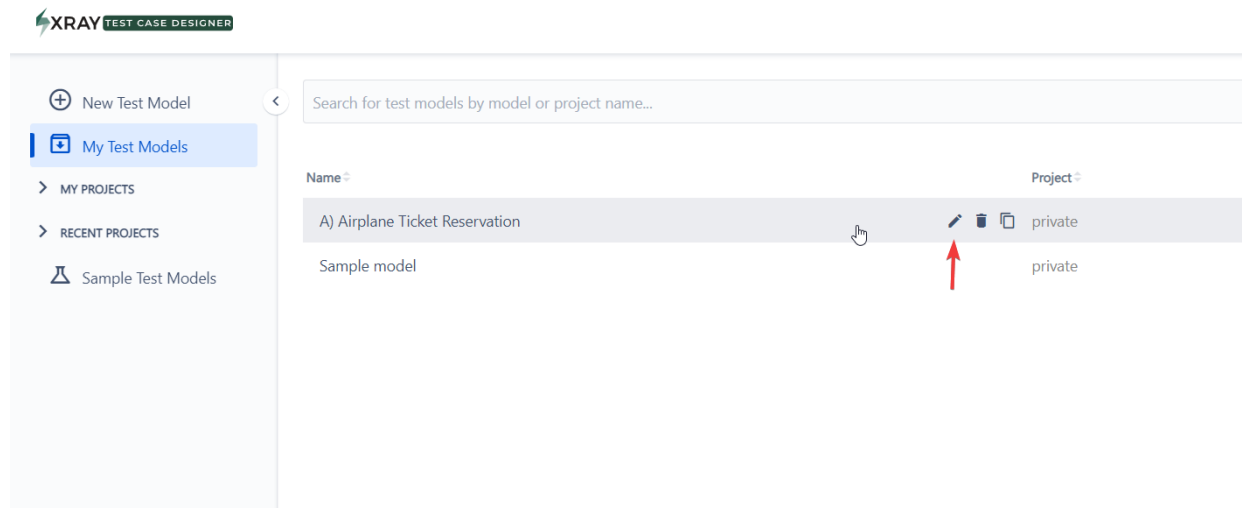 XRAY TEST CASE DESIGNER
New Test Model
My Test Models
MY PROJECTS
RECENT PROJECTS
Sample Test Models
Search for test models by model or project name...
Name Project
A) Airplane Ticket Reservation private
Sample model private